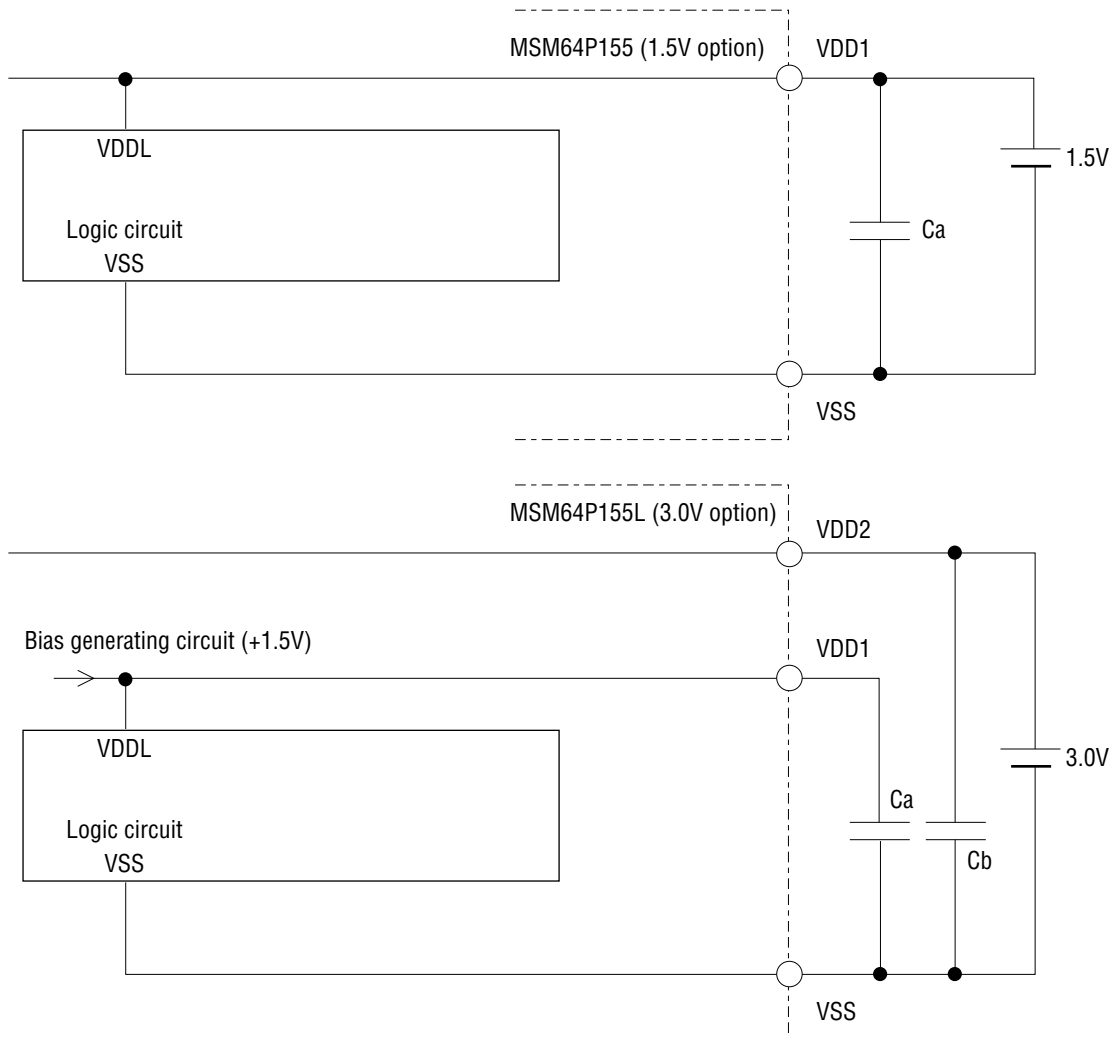 MSM64P155 (1.5V option)
VDD1
VDDL
1.5V
Logic circuit
VSS
Ca
VSS
MSM64P155L (3.0V option)
VDD2
Bias generating circuit (+1.5V)
VDD1
VDDL
3.0V
Ca
Logic circuit
VSS
Cb
VSS